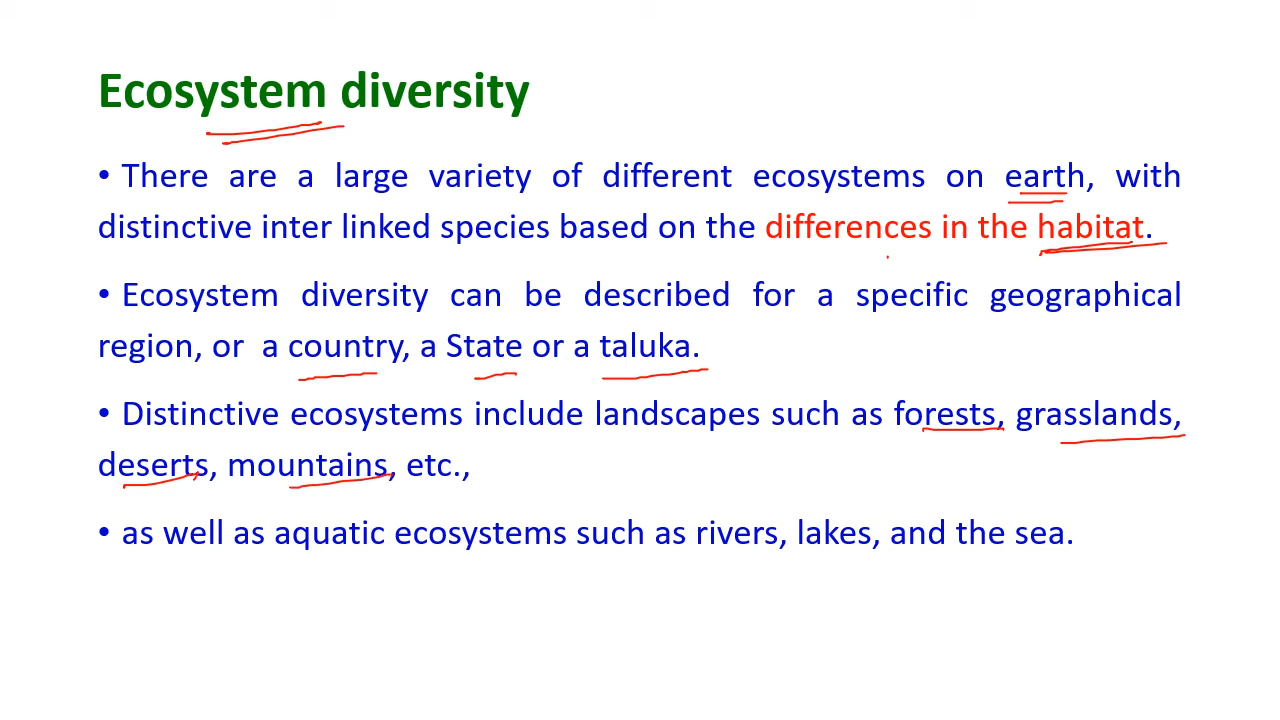 Ecosystem diversity
• There are a large variety of different ecosystems on earth, with
distinctive inter linked species based on the differences in the habitat.
• Ecosystem diversity can be described for a specific geographical
region, or a country, a State or a taluka.
• Distinctive ecosystems include landscapes such as forests, grasslands,
deserts, mountains, etc.,
• as well as aquatic ecosystems such as rivers, lakes, and the sea.